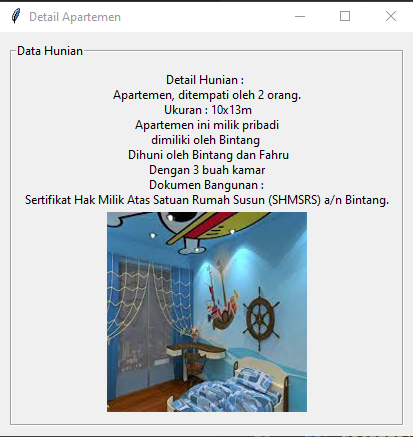 Detail Apartemen
Data Hunian
Detail Hunian :
Apartemen, ditempati oleh 2 orang.
Ukuran : 10x13m
Apartemen ini milik pribadi
dimiliki oleh Bintang
Dihuni oleh Bintang dan Fahru
Dengan 3 buah kamar
Dokumen Bangunan :
Sertifikat Hak Milik Atas Satuan Rumah Susun (SHMSRS) a/n Bintang.